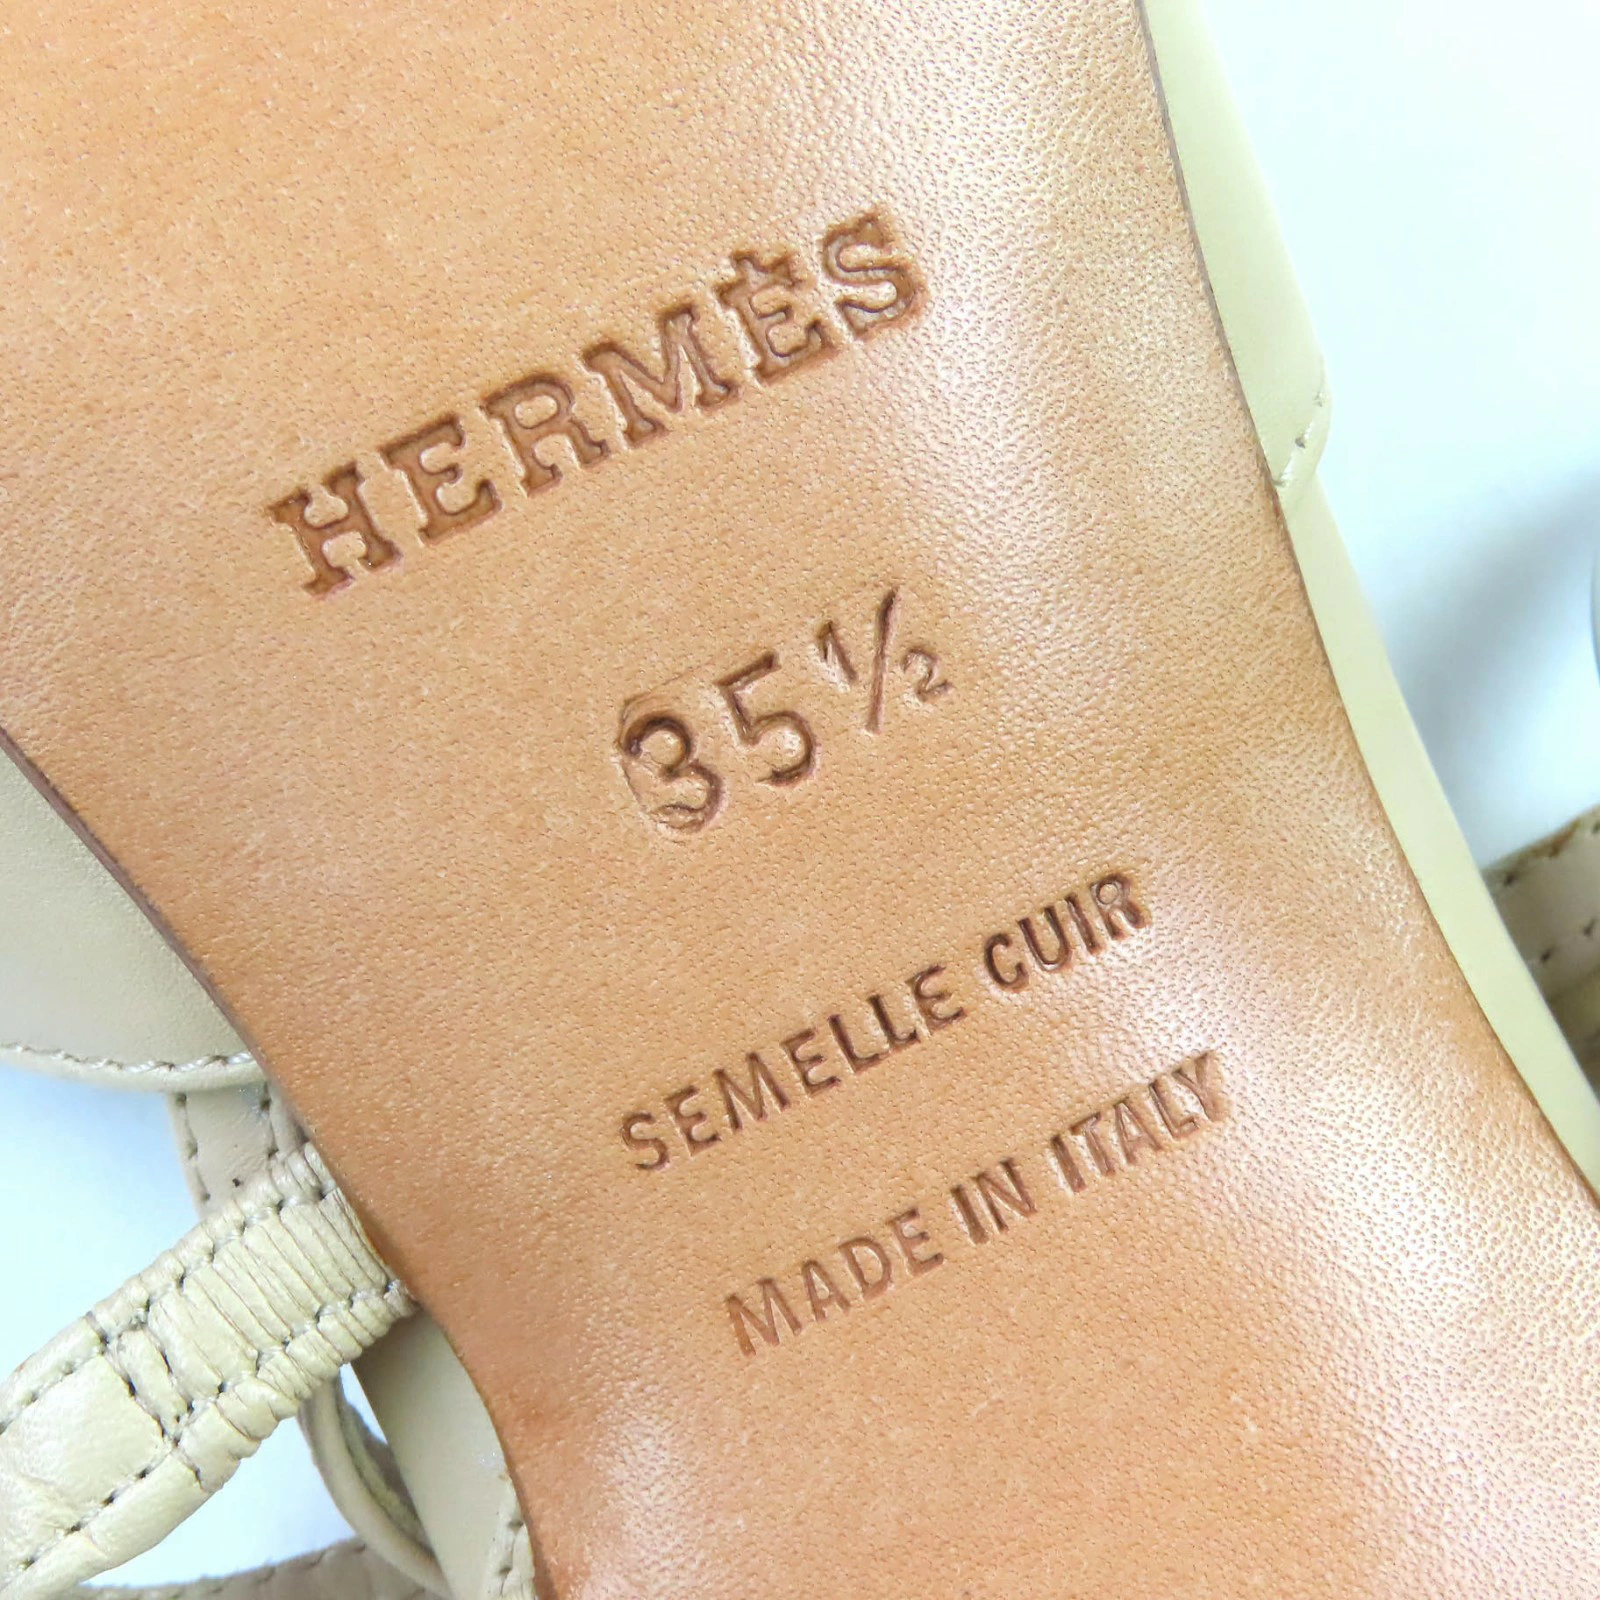 HERMÈS
35½
SEMELLE CUIR
MADE IN ITALY